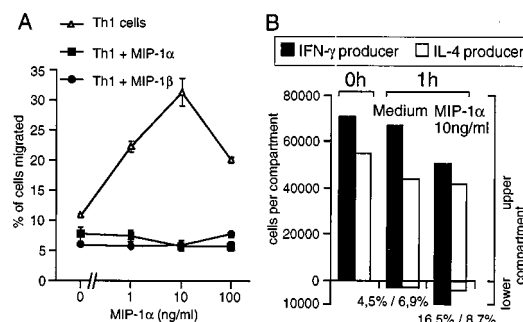 A
Th1 cells
Th1 + MIP-1α
Th1 + MIP-1β
% of cells migrated
35
30
25
20
15
10
5
0
0 1 10 100
MIP-1α (ng/ml)
B
IFN-γ producer IL-4 producer
0h 1h
Medium MIP-1α
10ng/ml
cells per compartment
80000
60000
40000
20000
0
10000
upper
lower
compartment
4,5% / 6,9%
16,5% / 8,7%